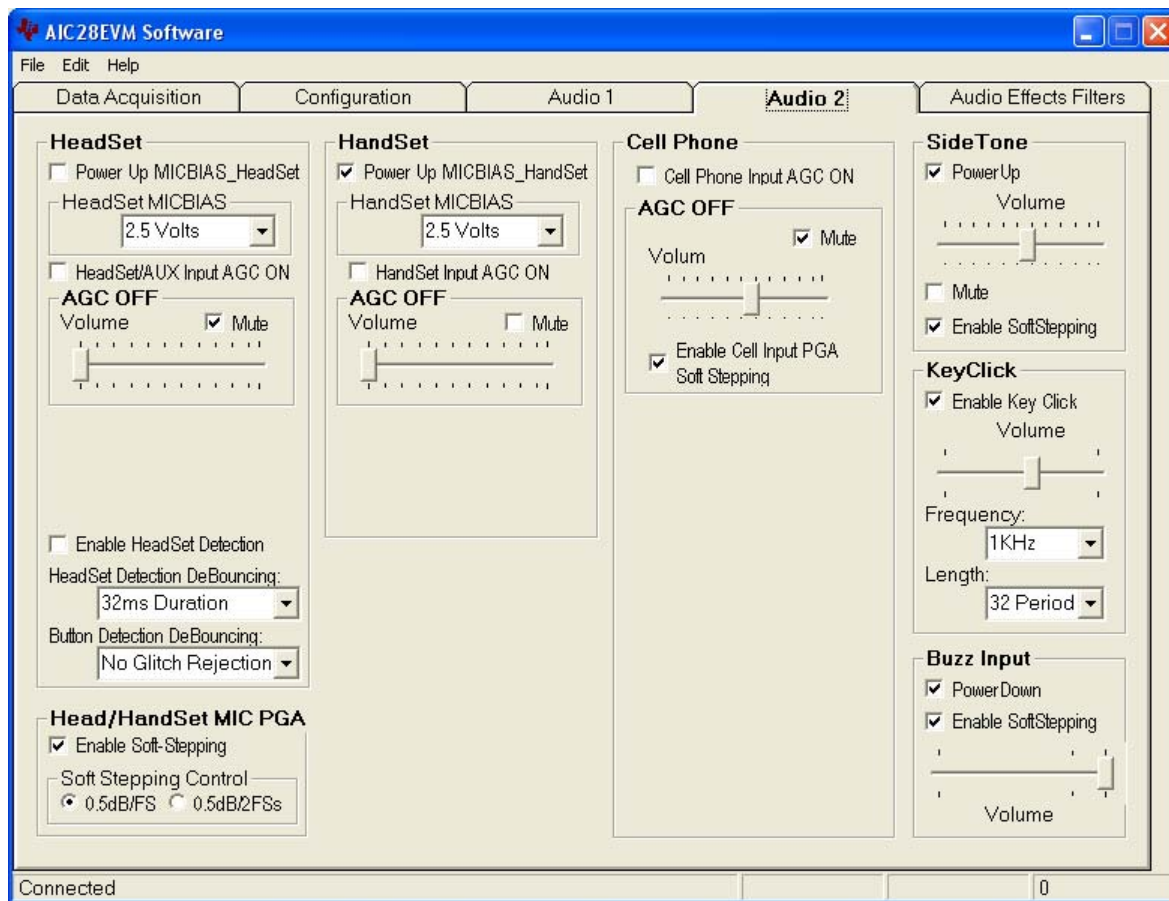 AIC28EVM Software
File Edit Help
Data Acquisition
Configuration
Audio 1
Audio 2
Audio Effects Filters
HeadSet
Power Up MICBIAS_HeadSet
HeadSet MICBIAS
2.5 Volts
HeadSet/AUX Input AGC ON
AGC OFF
Volume
Mute
Enable HeadSet Detection
HeadSet Detection DeBouncing:
32ms Duration
Button Detection DeBouncing:
No Glitch Rejection
Head/HandSet MIC PGA
Enable Soft-Stepping
Soft Stepping Control
0.5dB/FS 0.5dB/2FSs
HandSet
Power Up MICBIAS_HandSet
HandSet MICBIAS
2.5 Volts
HandSet Input AGC ON
AGC OFF
Volume
Mute
Cell Phone
Cell Phone Input AGC ON
AGC OFF
Mute
Volum
Enable Cell Input PGA
Soft Stepping
SideTone
PowerUp
Volume
Mute
Enable SoftStepping
KeyClick
Enable Key Click
Volume
Frequency:
1KHz
Length:
32 Period
Buzz Input
PowerDown
Enable SoftStepping
Volume
Connected
0